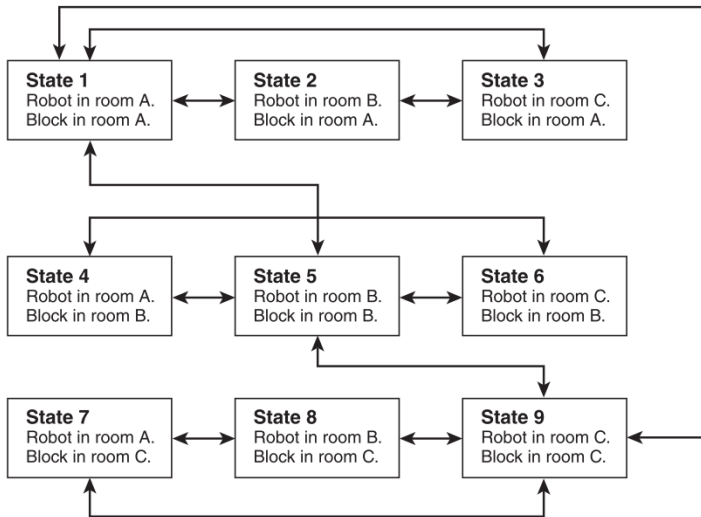 State 1
Robot in room A.
Block in room A.
State 2
Robot in room B.
Block in room A.
State 3
Robot in room C.
Block in room A.
State 4
Robot in room A.
Block in room B.
State 5
Robot in room B.
Block in room B.
State 6
Robot in room C.
Block in room B.
State 7
Robot in room A.
Block in room C.
State 8
Robot in room B.
Block in room C.
State 9
Robot in room C.
Block in room C.